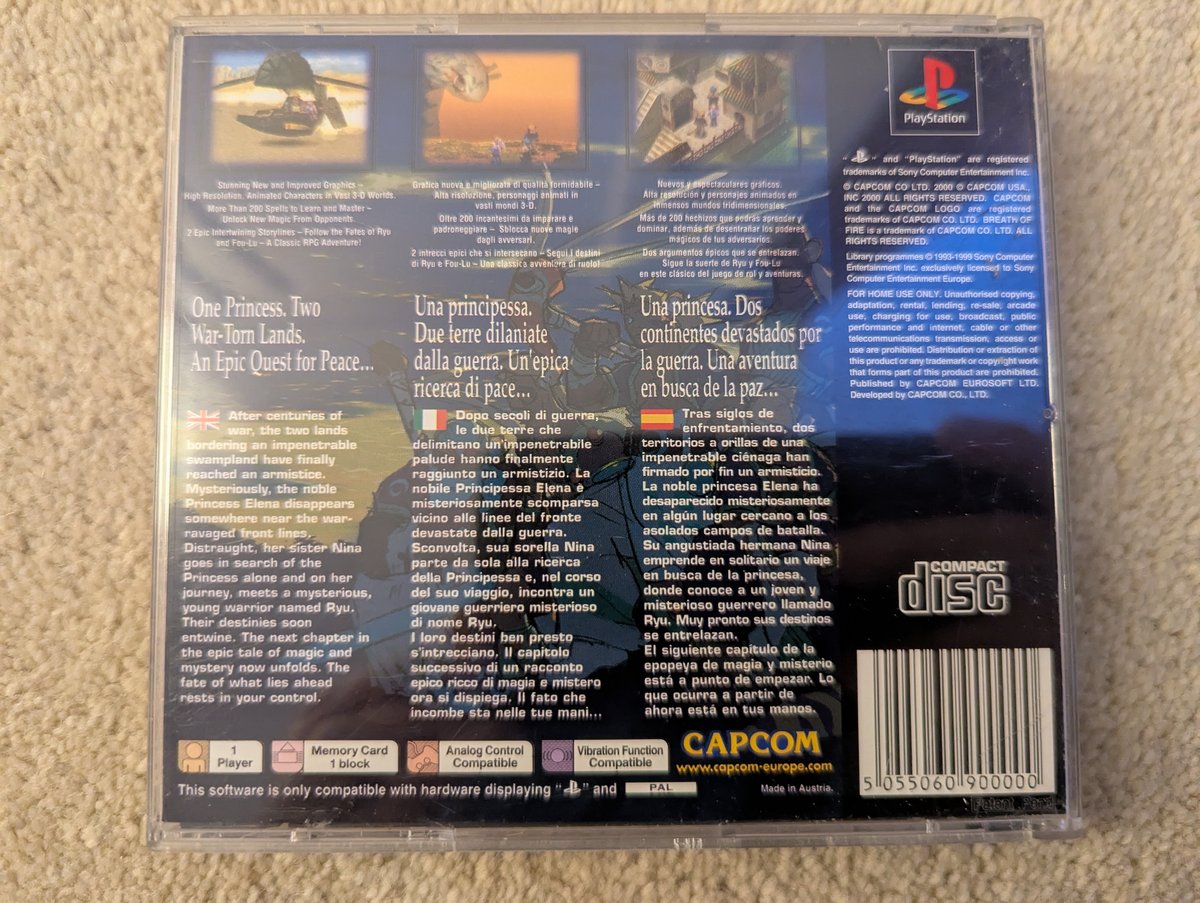 Stunning New and Improved Graphics –
High Resolution. Animated Characters in Vast 3-D Worlds.
More Than 200 Spells to Learn and Master –
Unlock New Magic From Opponents.
2 Epic Intertwining Storylines – Follow the Fates of Ryu
and Fou-Lu – A Classic RPG Adventure!
One Princess. Two
War-Torn Lands.
An Epic Quest for Peace...
After centuries of
war, the two lands
bordering an impenetrable
swampland have finally
reached an armistice.
Mysteriously, the noble
Princess Elena disappears
somewhere near the war-
ravaged front lines.
Distraught, her sister Nina
goes in search of the
Princess alone and on her
journey, meets a mysterious,
young warrior named Ryu.
Their destinies soon
entwine. The next chapter in
the epic tale of magic and
mystery now unfolds. The
fate of what lies ahead
rests in your control.
Grafica nuova e migliorata di qualità formidabile –
Alta risoluzione, personaggi animati in
vasti mondi 3-D.
Oltre 200 incantesimi da imparare e
padroneggiare – Sblocca nuove magie
dagli avversari.
2 intrecci epici che si intersecano – Segui i destini
di Ryu e Fou-Lu – Una classica avventura di ruolo!
Una principessa.
Due terre dilaniate
dalla guerra. Un'epica
ricerca di pace...
Dopo secoli di guerra,
le due terre che
delimitano un'impenetrabile
palude hanno finalmente
raggiunto un armistizio. La
nobile Principessa Elena è
misteriosamente scomparsa
vicino alle linee del fronte
devastate dalla guerra.
Sconvolta, sua sorella Nina
parte da sola alla ricerca
della Principessa e, nel corso
del suo viaggio, incontra un
giovane guerriero misterioso
di nome Ryu.
I loro destini ben presto
s'intrecciano. Il capitolo
successivo di un racconto
epico ricco di magia e mistero
ora si dispiega. Il fato che
incombe sta nelle tue mani...
Nuevos y espectaculares gráficos.
Alta resolución y personajes animados en
inmensos mundos tridimensionales.
Más de 200 hechizos que podrás aprender y
dominar, además de desentrañar los poderes
mágicos de tus adversarios.
Dos argumentos épicos que se entrelazan.
Sigue la suerte de Ryu y Fou-Lu
en este clásico del juego de rol y aventuras.
Una princesa. Dos
continentes devastados por
la guerra. Una aventura
en busca de la paz...
Tras siglos de
enfrentamiento, dos
territorios a orillas de una
impenetrable ciénaga han
firmado por fin un armisticio.
La noble princesa Elena ha
desaparecido misteriosamente
en algún lugar cercano a los
asolados campos de batalla.
Su angustiada hermana Nina
emprende en solitario un viaje
en busca de la princesa,
donde conoce a un joven y
misterioso guerrero llamado
Ryu. Muy pronto sus destinos
se entrelazan.
El siguiente capítulo de la
epopeya de magia y misterio
está a punto de empezar. Lo
que ocurra a partir de
ahora está en tus manos.
PlayStation
" " and "PlayStation" are registered
trademarks of Sony Computer Entertainment Inc.
© CAPCOM CO LTD. 2000 © CAPCOM USA.,
INC 2000 ALL RIGHTS RESERVED. CAPCOM
and the CAPCOM LOGO are registered
trademarks of CAPCOM CO. LTD. BREATH OF
FIRE is a trademark of CAPCOM CO. LTD. ALL
RIGHTS RESERVED.
Library programmes © 1993-1999 Sony Computer
Entertainment Inc. exclusively licensed to Sony
Computer Entertainment Europe.
FOR HOME USE ONLY. Unauthorised copying,
adaptation, rental, lending, re-sale, arcade
use, charging for use, broadcast, public
performance and internet, cable or other
telecommunications transmission, access or
use are prohibited. Distribution or extraction of
this product or any trademark or copyright work
that forms part of this product are prohibited.
Published by CAPCOM EUROSOFT LTD.
Developed by CAPCOM CO., LTD.
COMPACT
disc
1
Player
Memory Card
1 block
Analog Control
Compatible
Vibration Function
Compatible
CAPCOM
www.capcom-europe.com
This software is only compatible with hardware displaying " " and PAL
Made in Austria.
5 055060 900000